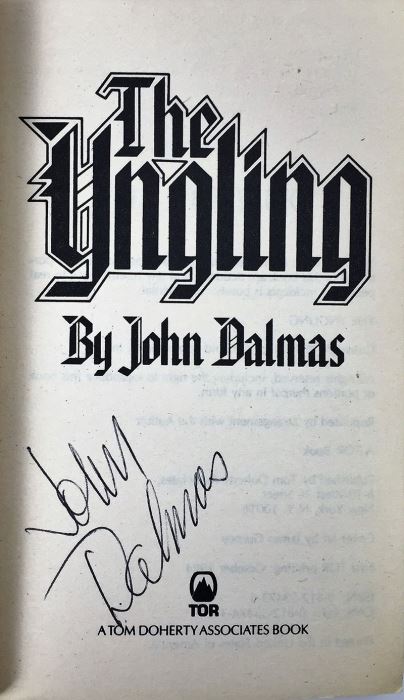 The
Yngling
By John Dalmas
John
Dalmas
TOR
A TOM DOHERTY ASSOCIATES BOOK